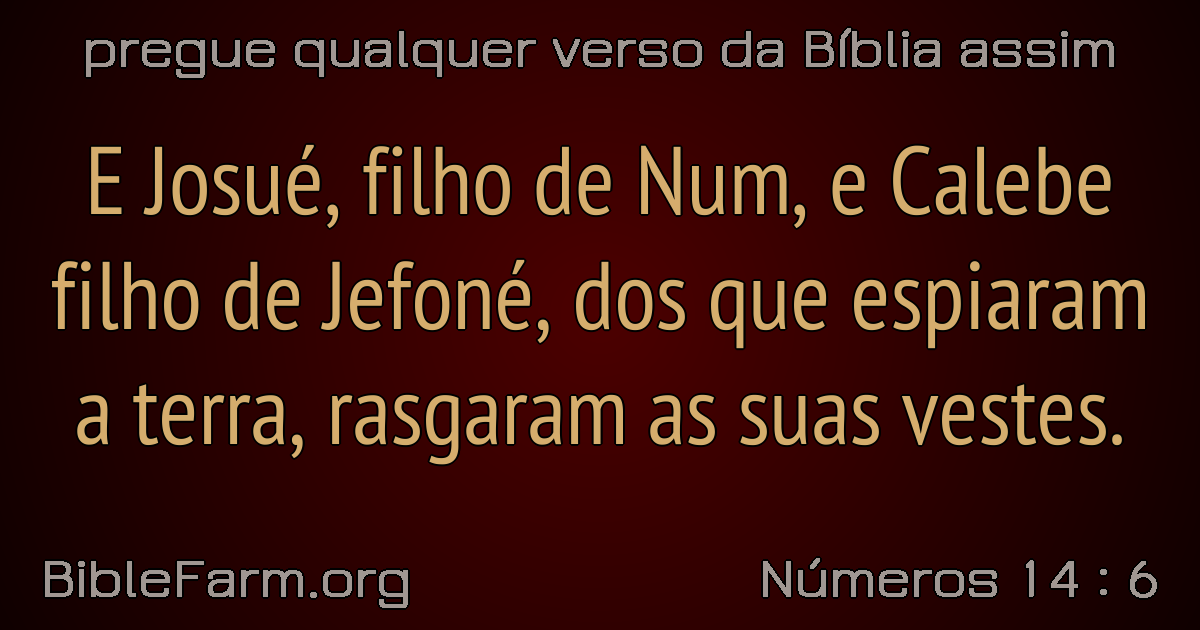 pregue qualquer verso da Bíblia assim
E Josué, filho de Num, e Calebe
filho de Jefoné, dos que espiaram
a terra, rasgaram as suas vestes.
BibleFarm.org
Números 14 : 6